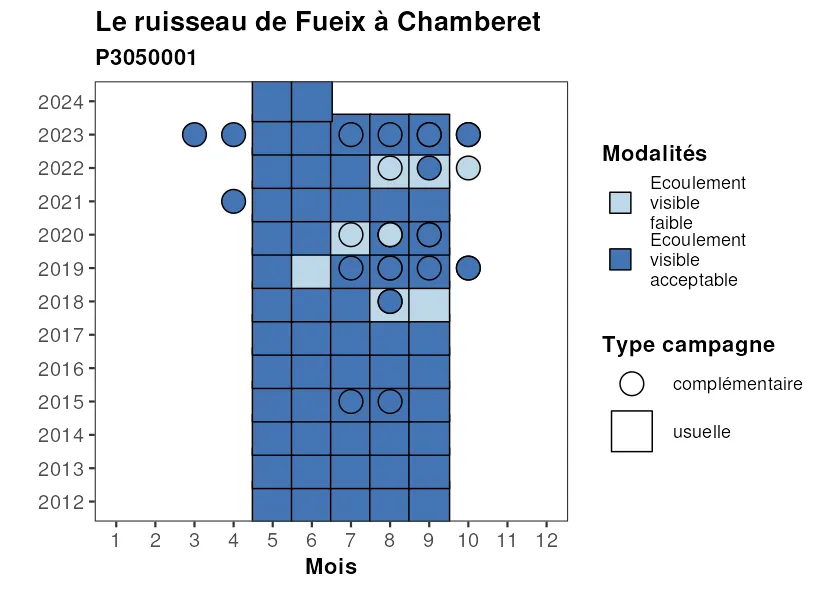 Le ruisseau de Fueix à Chamberet
P3050001
2024
2023
2022
2021
2020
2019
2018
2017
2016
2015
2014
2013
2012
1 2 3 4 5 6 7 8 9 10 11 12
Mois
Modalités
Ecoulement
visible
faible
Ecoulement
visible
acceptable
Type campagne
complémentaire
usuelle